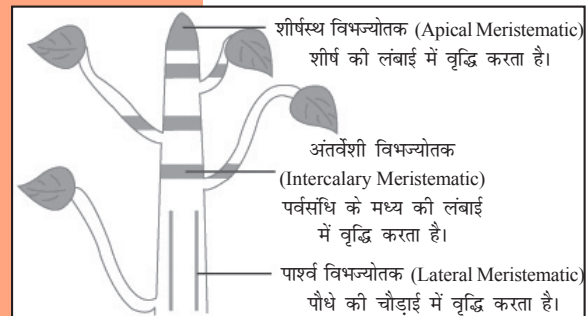 शीर्षस्थ विभज्योतक (Apical Meristematic)
शीर्ष की लंबाई में वृद्धि करता है।
अंतर्वेशी विभज्योतक
(Intercalary Meristematic)
पर्वसंधि के मध्य की लंबाई
में वृद्धि करता है।
पार्श्व विभज्योतक (Lateral Meristematic)
पौधे की चौड़ाई में वृद्धि करता है।